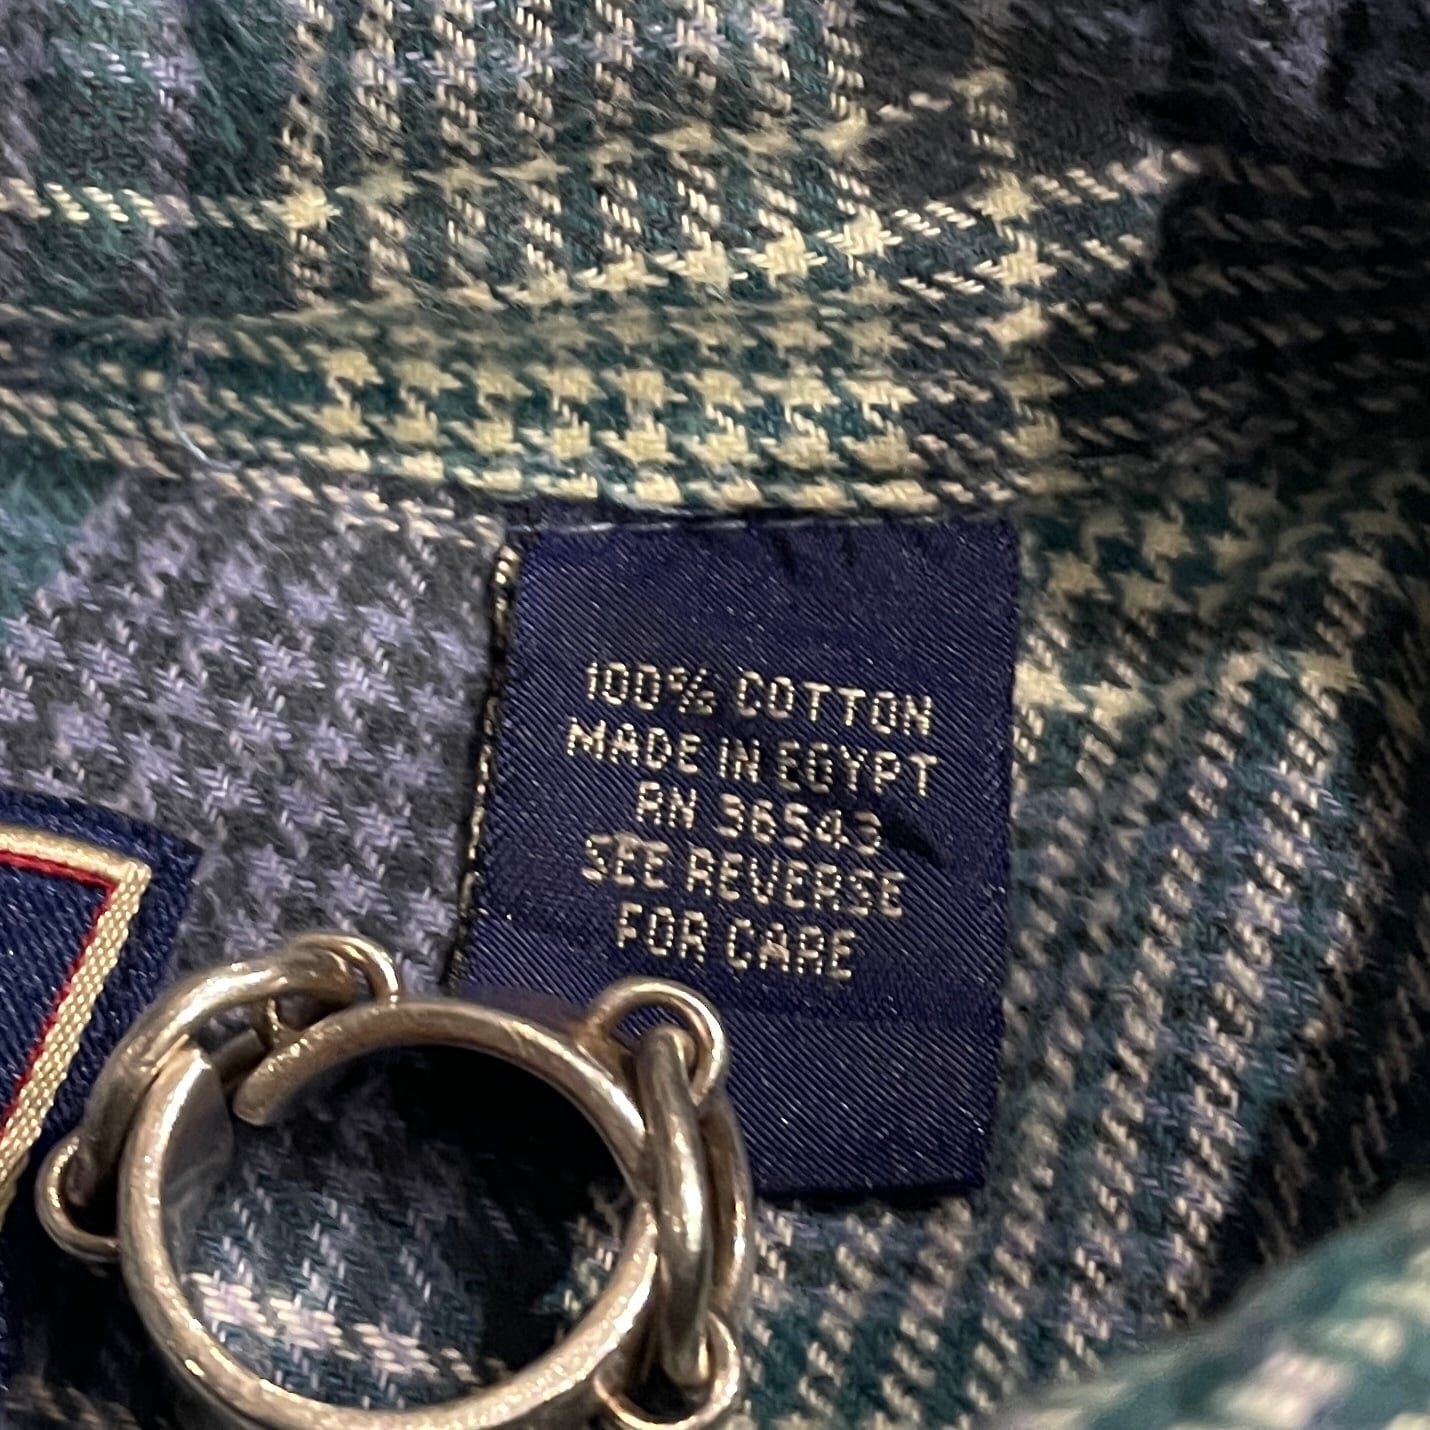 100% COTTON
MADE IN EGYPT
RN 36543
SEE REVERSE
FOR CARE